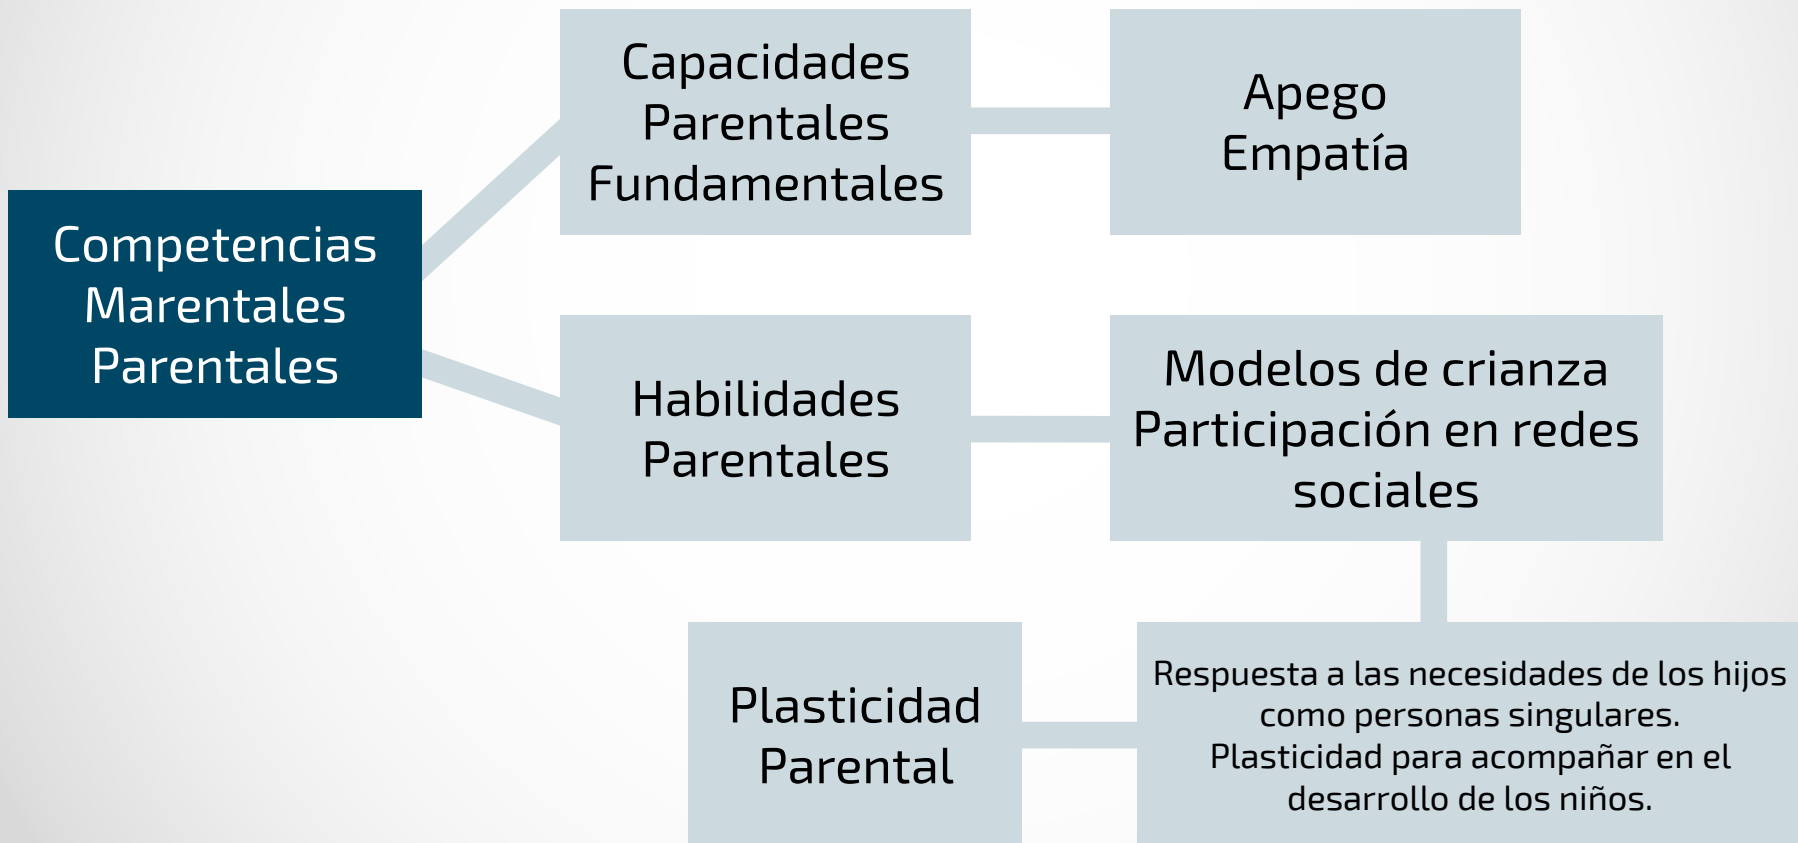 Competencias
Marentales
Parentales
Capacidades
Parentales
Fundamentales
Apego
Empatía
Habilidades
Parentales
Modelos de crianza
Participación en redes
sociales
Plasticidad
Parental
Respuesta a las necesidades de los hijos
como personas singulares.
Plasticidad para acompañar en el
desarrollo de los niños.